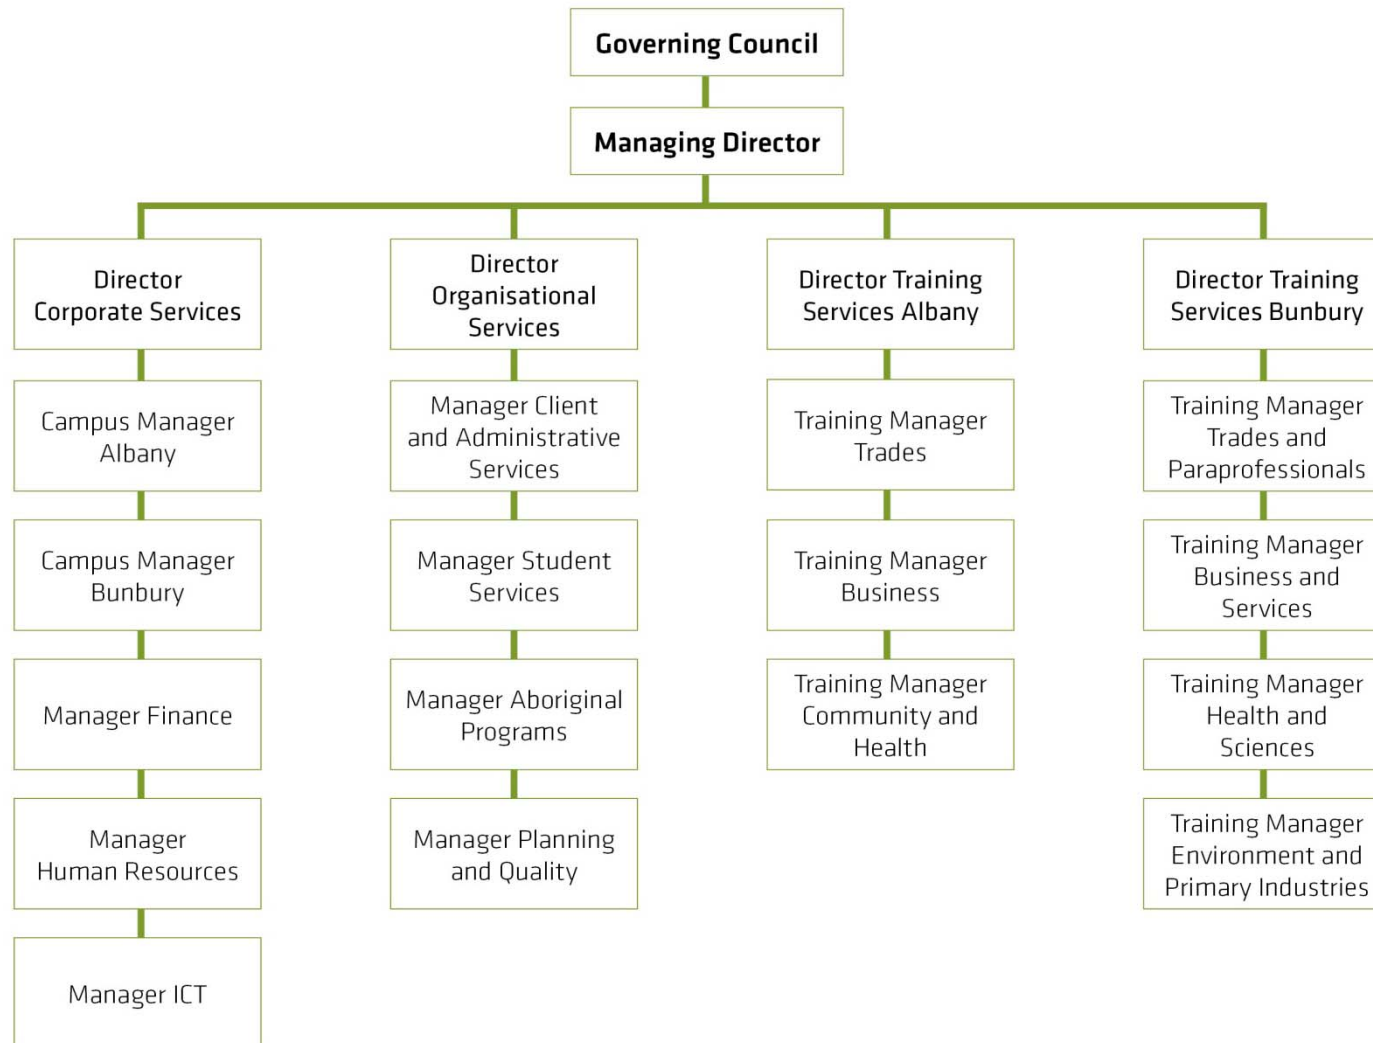 Governing Council
Managing Director
Director
Corporate Services
Campus Manager
Albany
Campus Manager
Bunbury
Manager Finance
Manager
Human Resources
Manager ICT
Director
Organisational
Services
Manager Client
and Administrative
Services
Manager Student
Services
Manager Aboriginal
Programs
Manager Planning
and Quality
Director Training
Services Albany
Training Manager
Trades
Training Manager
Business
Training Manager
Community and
Health
Director Training
Services Bunbury
Training Manager
Trades and
Paraprofessionals
Training Manager
Business and
Services
Training Manager
Health and
Sciences
Training Manager
Environment and
Primary Industries